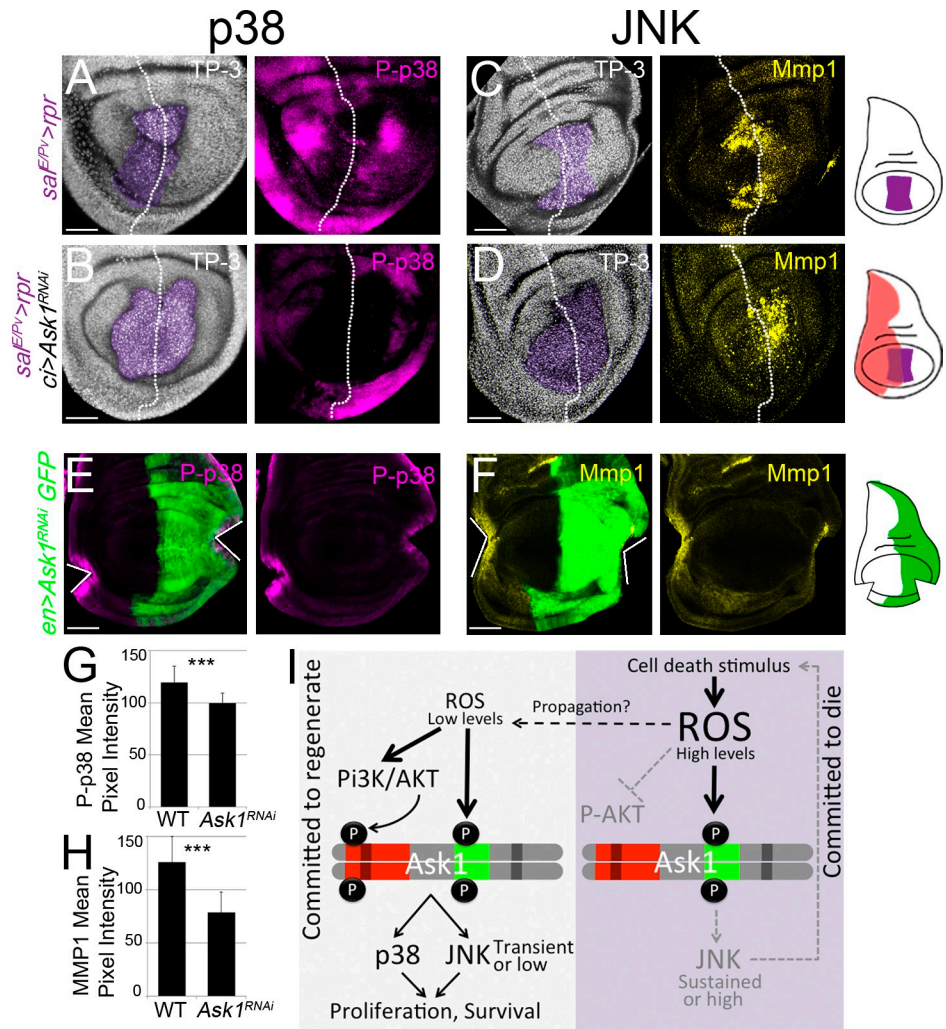 p38
JNK
A
TP-3
P-p38
C
TP-3
Mmp1
sal^E/Pv>rpr
B
TP-3
P-p38
D
TP-3
Mmp1
sal^E/Pv>rpr
ci>Ask1^RNAi
E
P-p38
P-p38
F
Mmp1
Mmp1
en>Ask1^RNAi GFP
G
150
100
50
0
***
P-p38 Mean
Pixel Intensity
WT
Ask1^RNAi
H
150
100
50
0
***
MMP1 Mean
Pixel Intensity
WT
Ask1^RNAi
I
Committed to regenerate
ROS
Low levels
Propagation?
Pi3K/AKT
P
P
Ask1
P
P
p38
JNK
Transient
or low
Proliferation, Survival
Cell death stimulus
ROS
High levels
P-AKT
P
Ask1
P
JNK
Sustained
or high
Committed to die